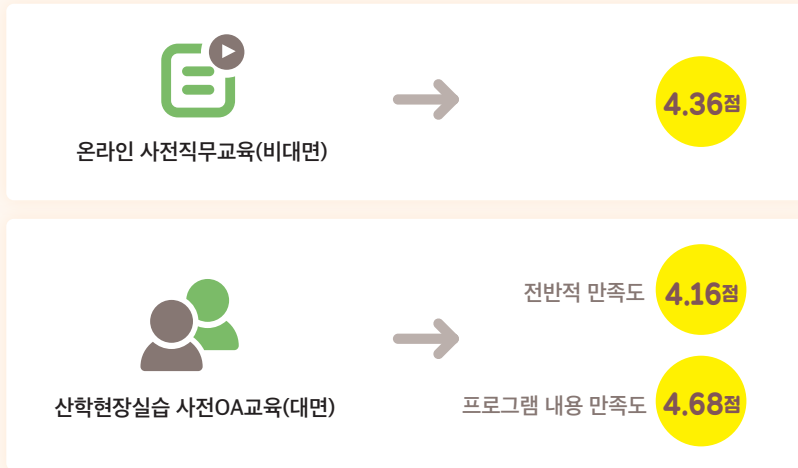 온라인 사전직무교육(비대면)
4.36점
산학현장실습 사전OA교육(대면)
전반적 만족도 4.16점
프로그램 내용 만족도 4.68점